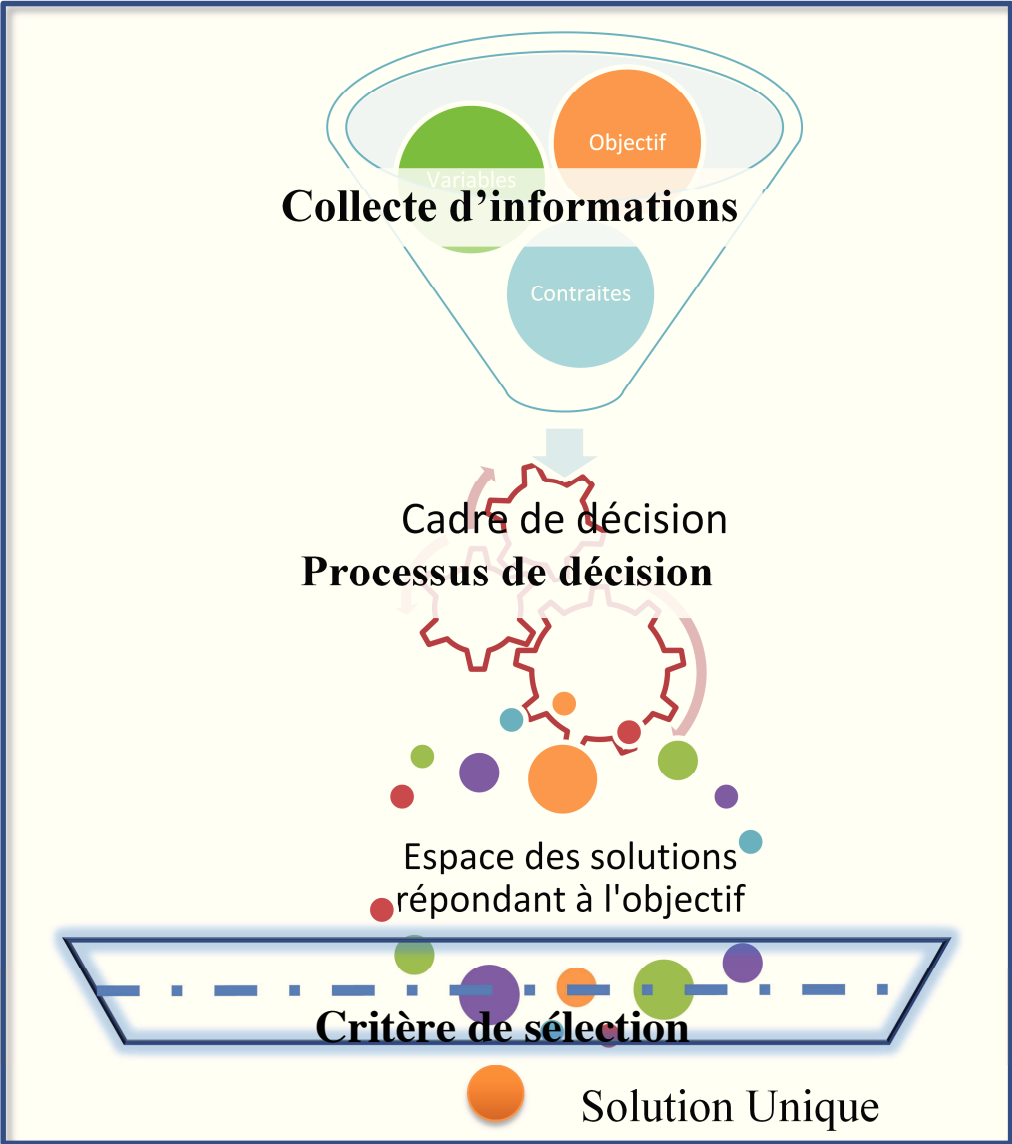 Objectif
Variables
Collecte d’informations
Contraites
Cadre de décision
Processus de décision
Espace des solutions
répondant à l'objectif
Critère de sélection
Solution Unique